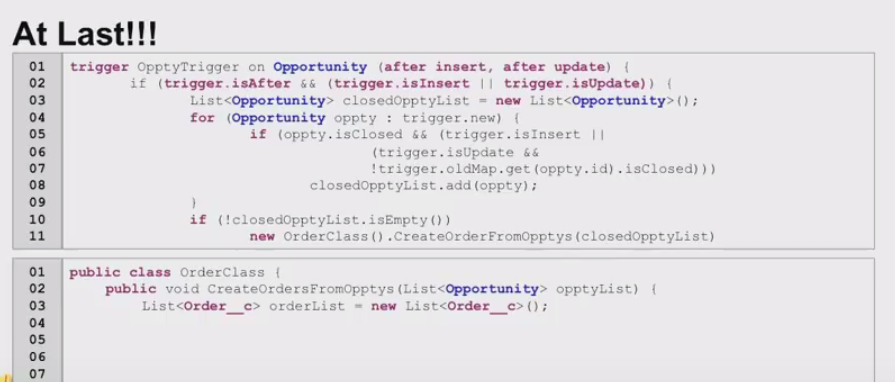 At Last!!!
01 trigger OpptyTrigger on Opportunity (after insert, after update) {
02 if (trigger.isAfter && (trigger.isInsert || trigger.isUpdate)) {
03 List<Opportunity> closedOpptyList = new List<Opportunity>();
04 for (Opportunity oppty : trigger.new) {
05 if (oppty.isClosed && (trigger.isInsert ||
06 (trigger.isUpdate &&
07 !trigger.oldMap.get(oppty.id).isClosed)))
08 closedOpptyList.add(oppty);
09 }
10 if (!closedOpptyList.isEmpty())
11 new OrderClass().CreateOrderFromOpptys(closedOpptyList)
01 public class OrderClass {
02 public void CreateOrdersFromOpptys(List<Opportunity> opptyList) {
03 List<Order__c> orderList = new List<Order__c>();
04
05
06
07